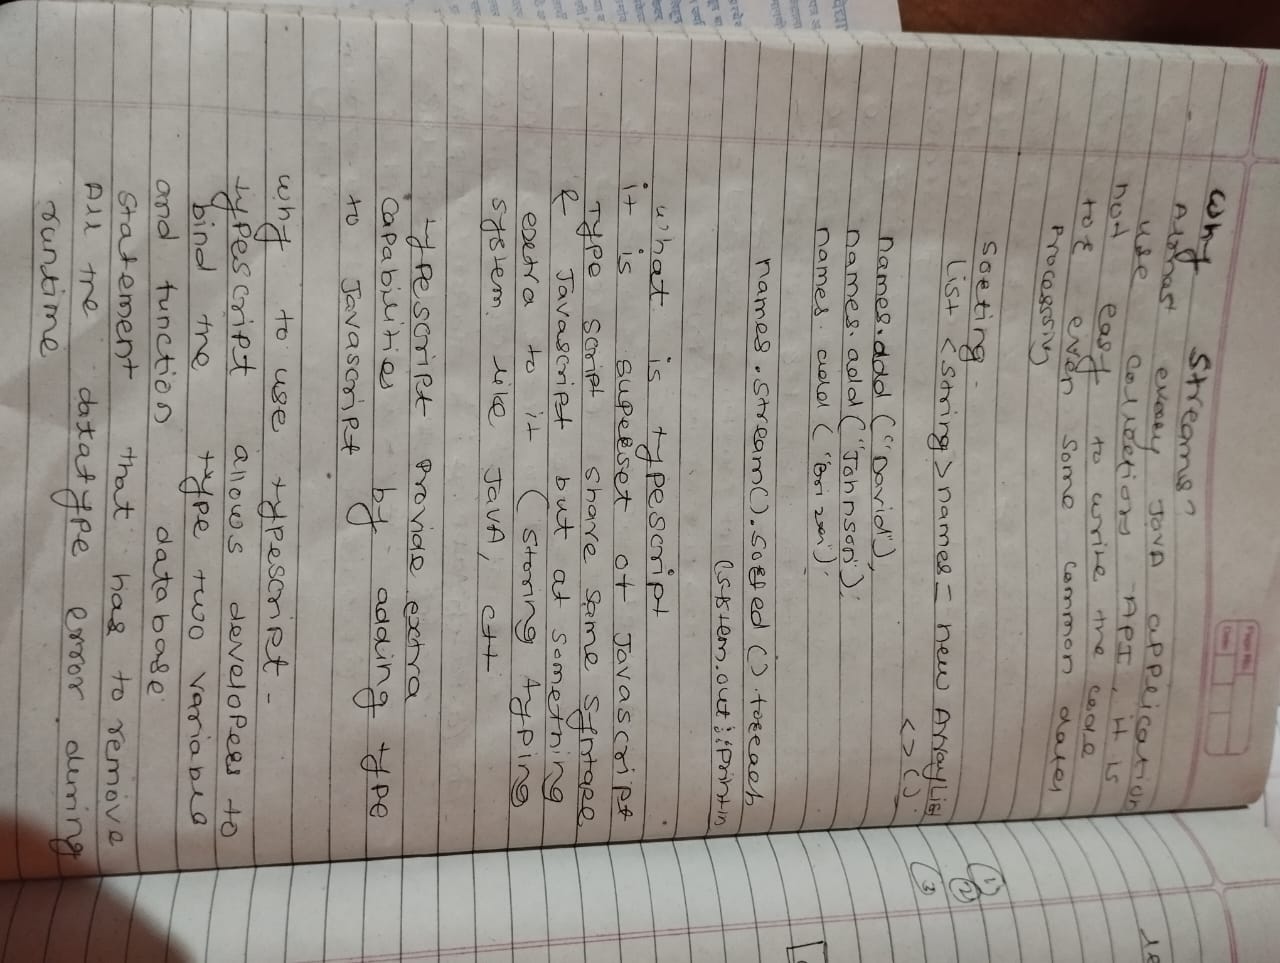 Why Streams?
Almost every Java application
use collections API, it is
not easy to write the code
for even some common data
processing
sorting -
List <string> names = new ArrayList
<>();
names.add ("David");
names.add ("Johnson");
names.add (
names.stream().sorted().foreach
(system.out::println
what is typescript
it is superset of Javascript
Type script share same syntax
& Javascript but at something
extra to it (storing typing
system like JavA, c++
typescript provide extra
capabilities by adding type
to Javascript
why to use typescript -
typescript allows developers to
bind the type two variable
and function database
statement that has to remove
All the datatype error during
runtime
Page No.
Date
①
②
③